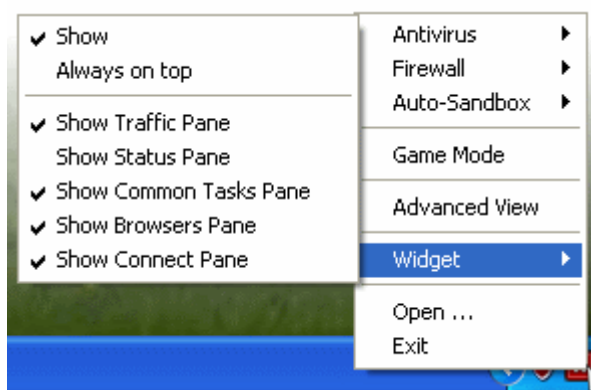 Show
Always on top
Show Traffic Pane
Show Status Pane
Show Common Tasks Pane
Show Browsers Pane
Show Connect Pane
Antivirus
Firewall
Auto-Sandbox
Game Mode
Advanced View
Widget
Open ...
Exit